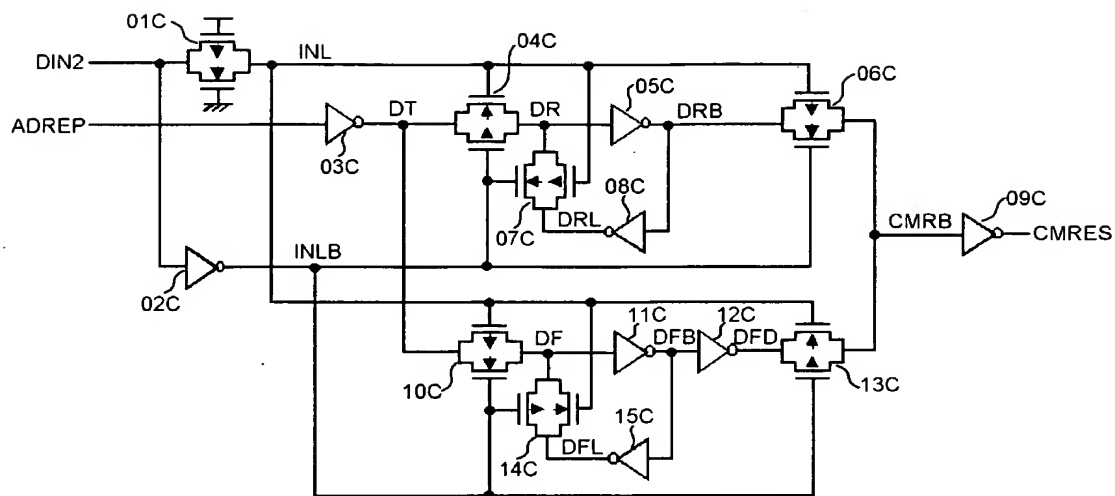 01C
DIN2
INL
04C
05C
06C
ADREP
DT
DR
DRB
03C
08C
09C
DRL
07C
CMRB
CMRES
INLB
02C
11C
12C
DF
DFB
DFD
10C
13C
15C
DFL
14C